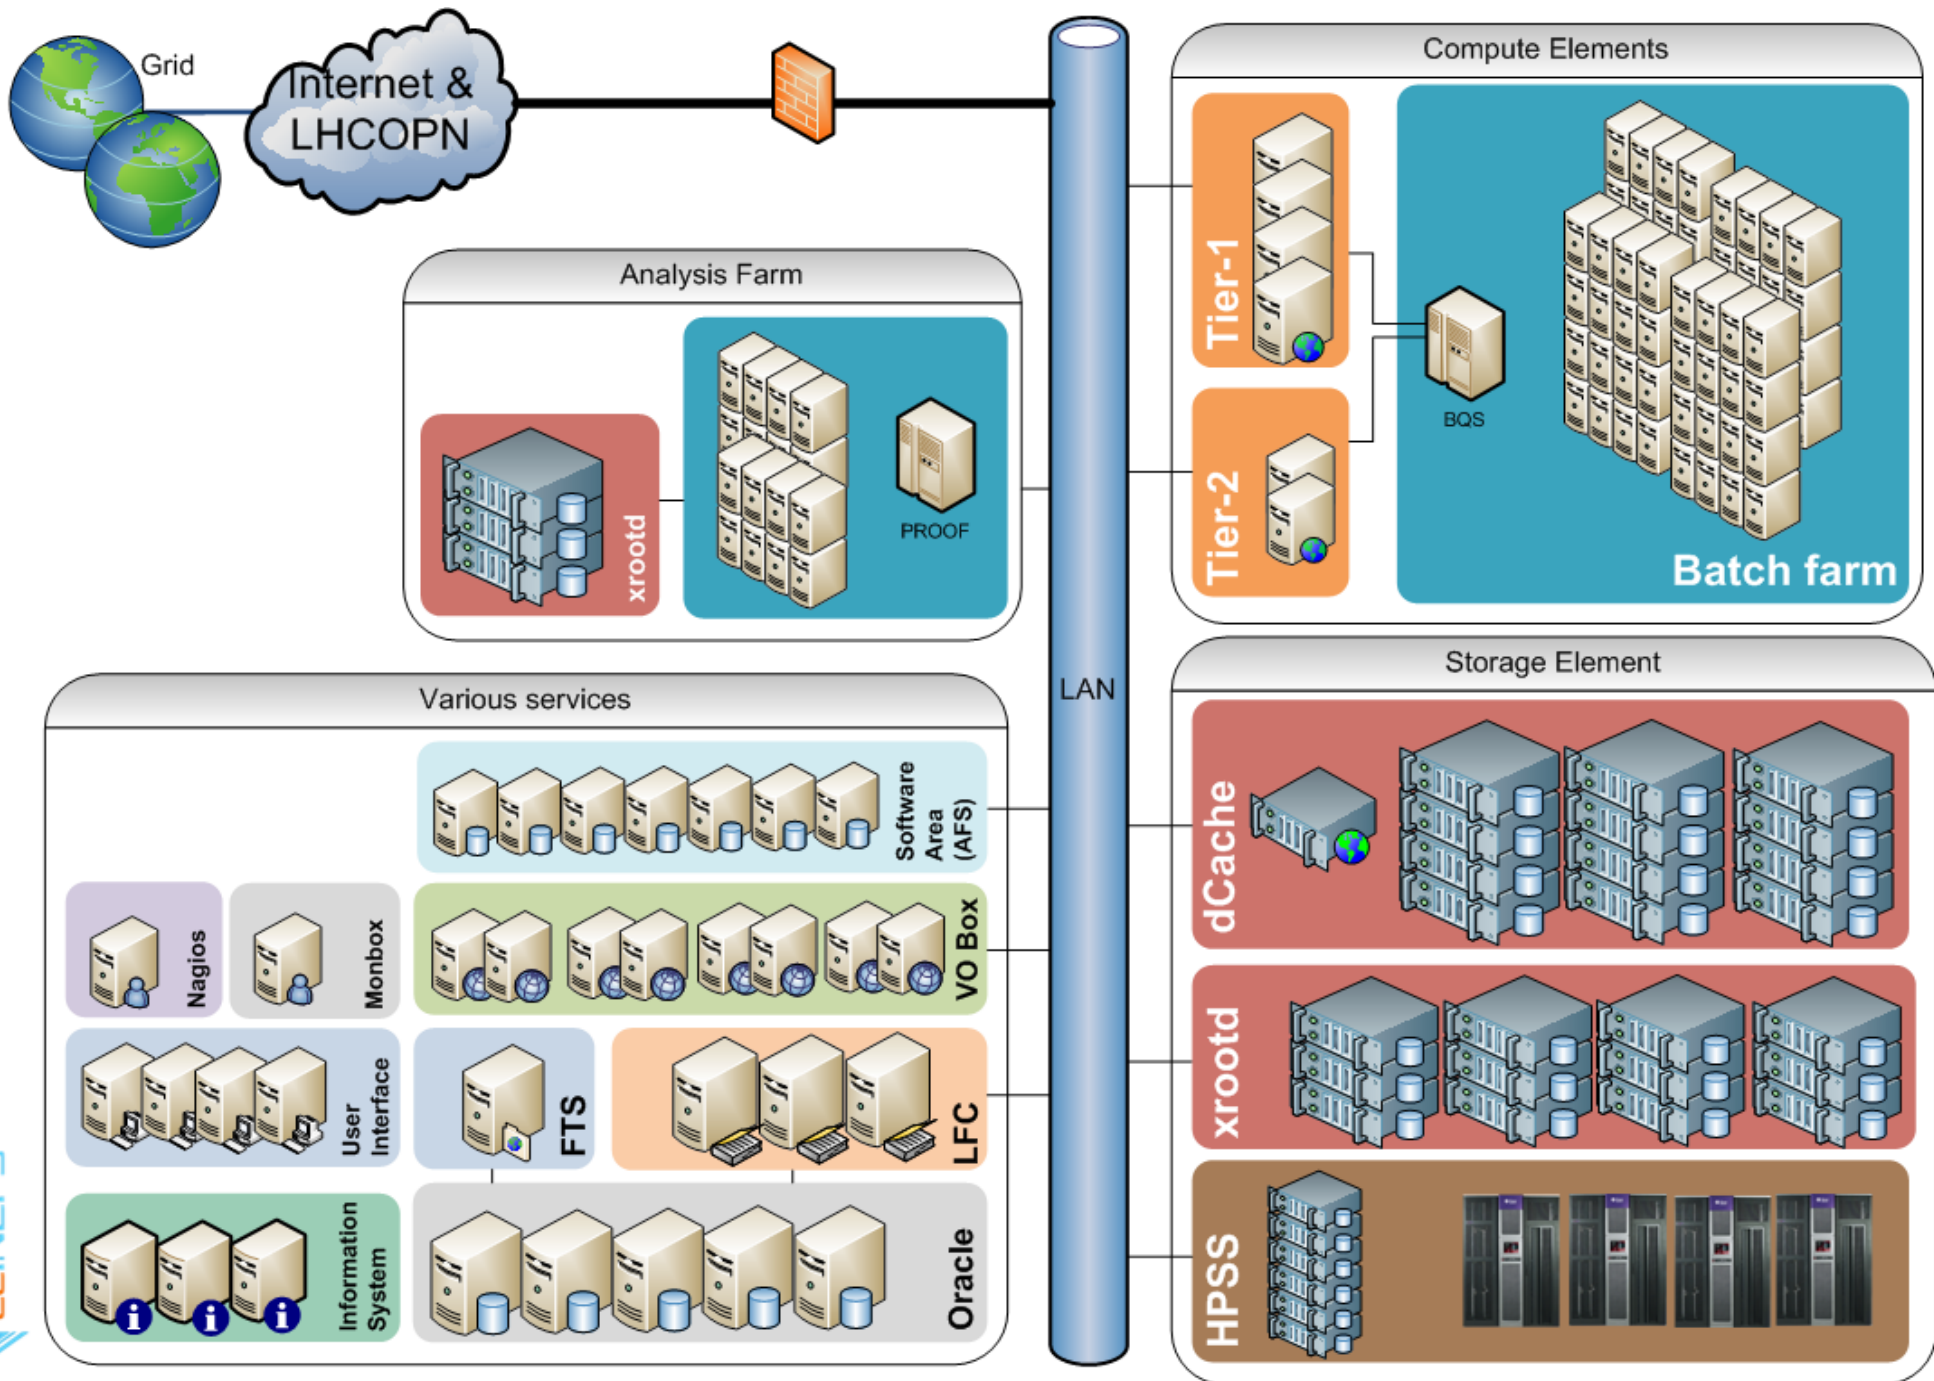 Grid
Internet &
LHCOPN
Compute Elements
Tier-1
BQS
Tier-2
Batch farm
Analysis Farm
xrootd
PROOF
LAN
Various services
Software
Area
(AFS)
Nagios
Monbox
VO Box
User
Interface
FTS
LFC
Information
System
i
i
i
Oracle
Storage Element
dCache
xrootd
HPSS